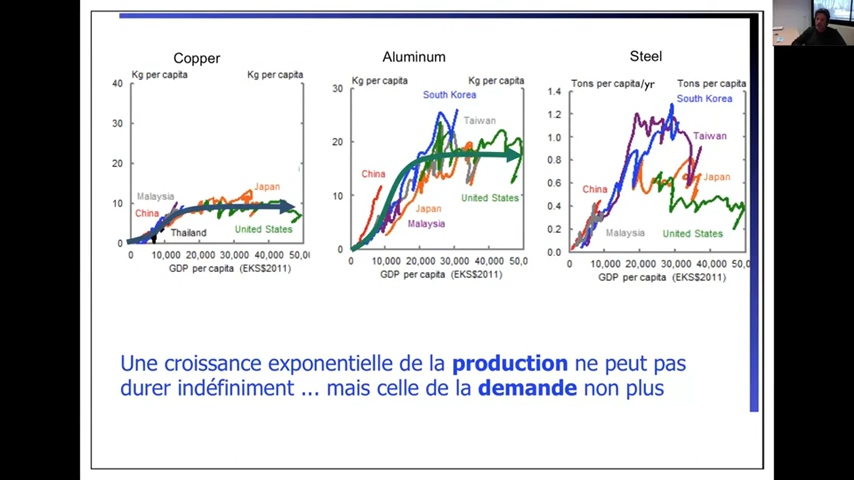 Copper
Aluminum
Steel
Kg per capita
Kg per capita
40
30
20
10
0
Malaysia
China
Japan
Thailand
United States
0
10,000
20,000
30,000
40,000
50,0
GDP per capita (EKS$2011)
Kg per capita
Kg per capita
30
20
10
0
South Korea
Taiwan
China
Japan
Malaysia
United States
0
10,000
20,000
30,000
40,000
50,0
GDP per capita (EKS$2011)
Tons per capita/yr
Tons per capita
1.4
1.2
1.0
0.8
0.6
0.4
0.2
0.0
South Korea
Taiwan
China
Japan
Malaysia
United States
0
10,000
20,000
30,000
40,000
50,0
GDP per capita (EKS$2011)
Une croissance exponentielle de la production ne peut pas
durer indéfiniment ... mais celle de la demande non plus